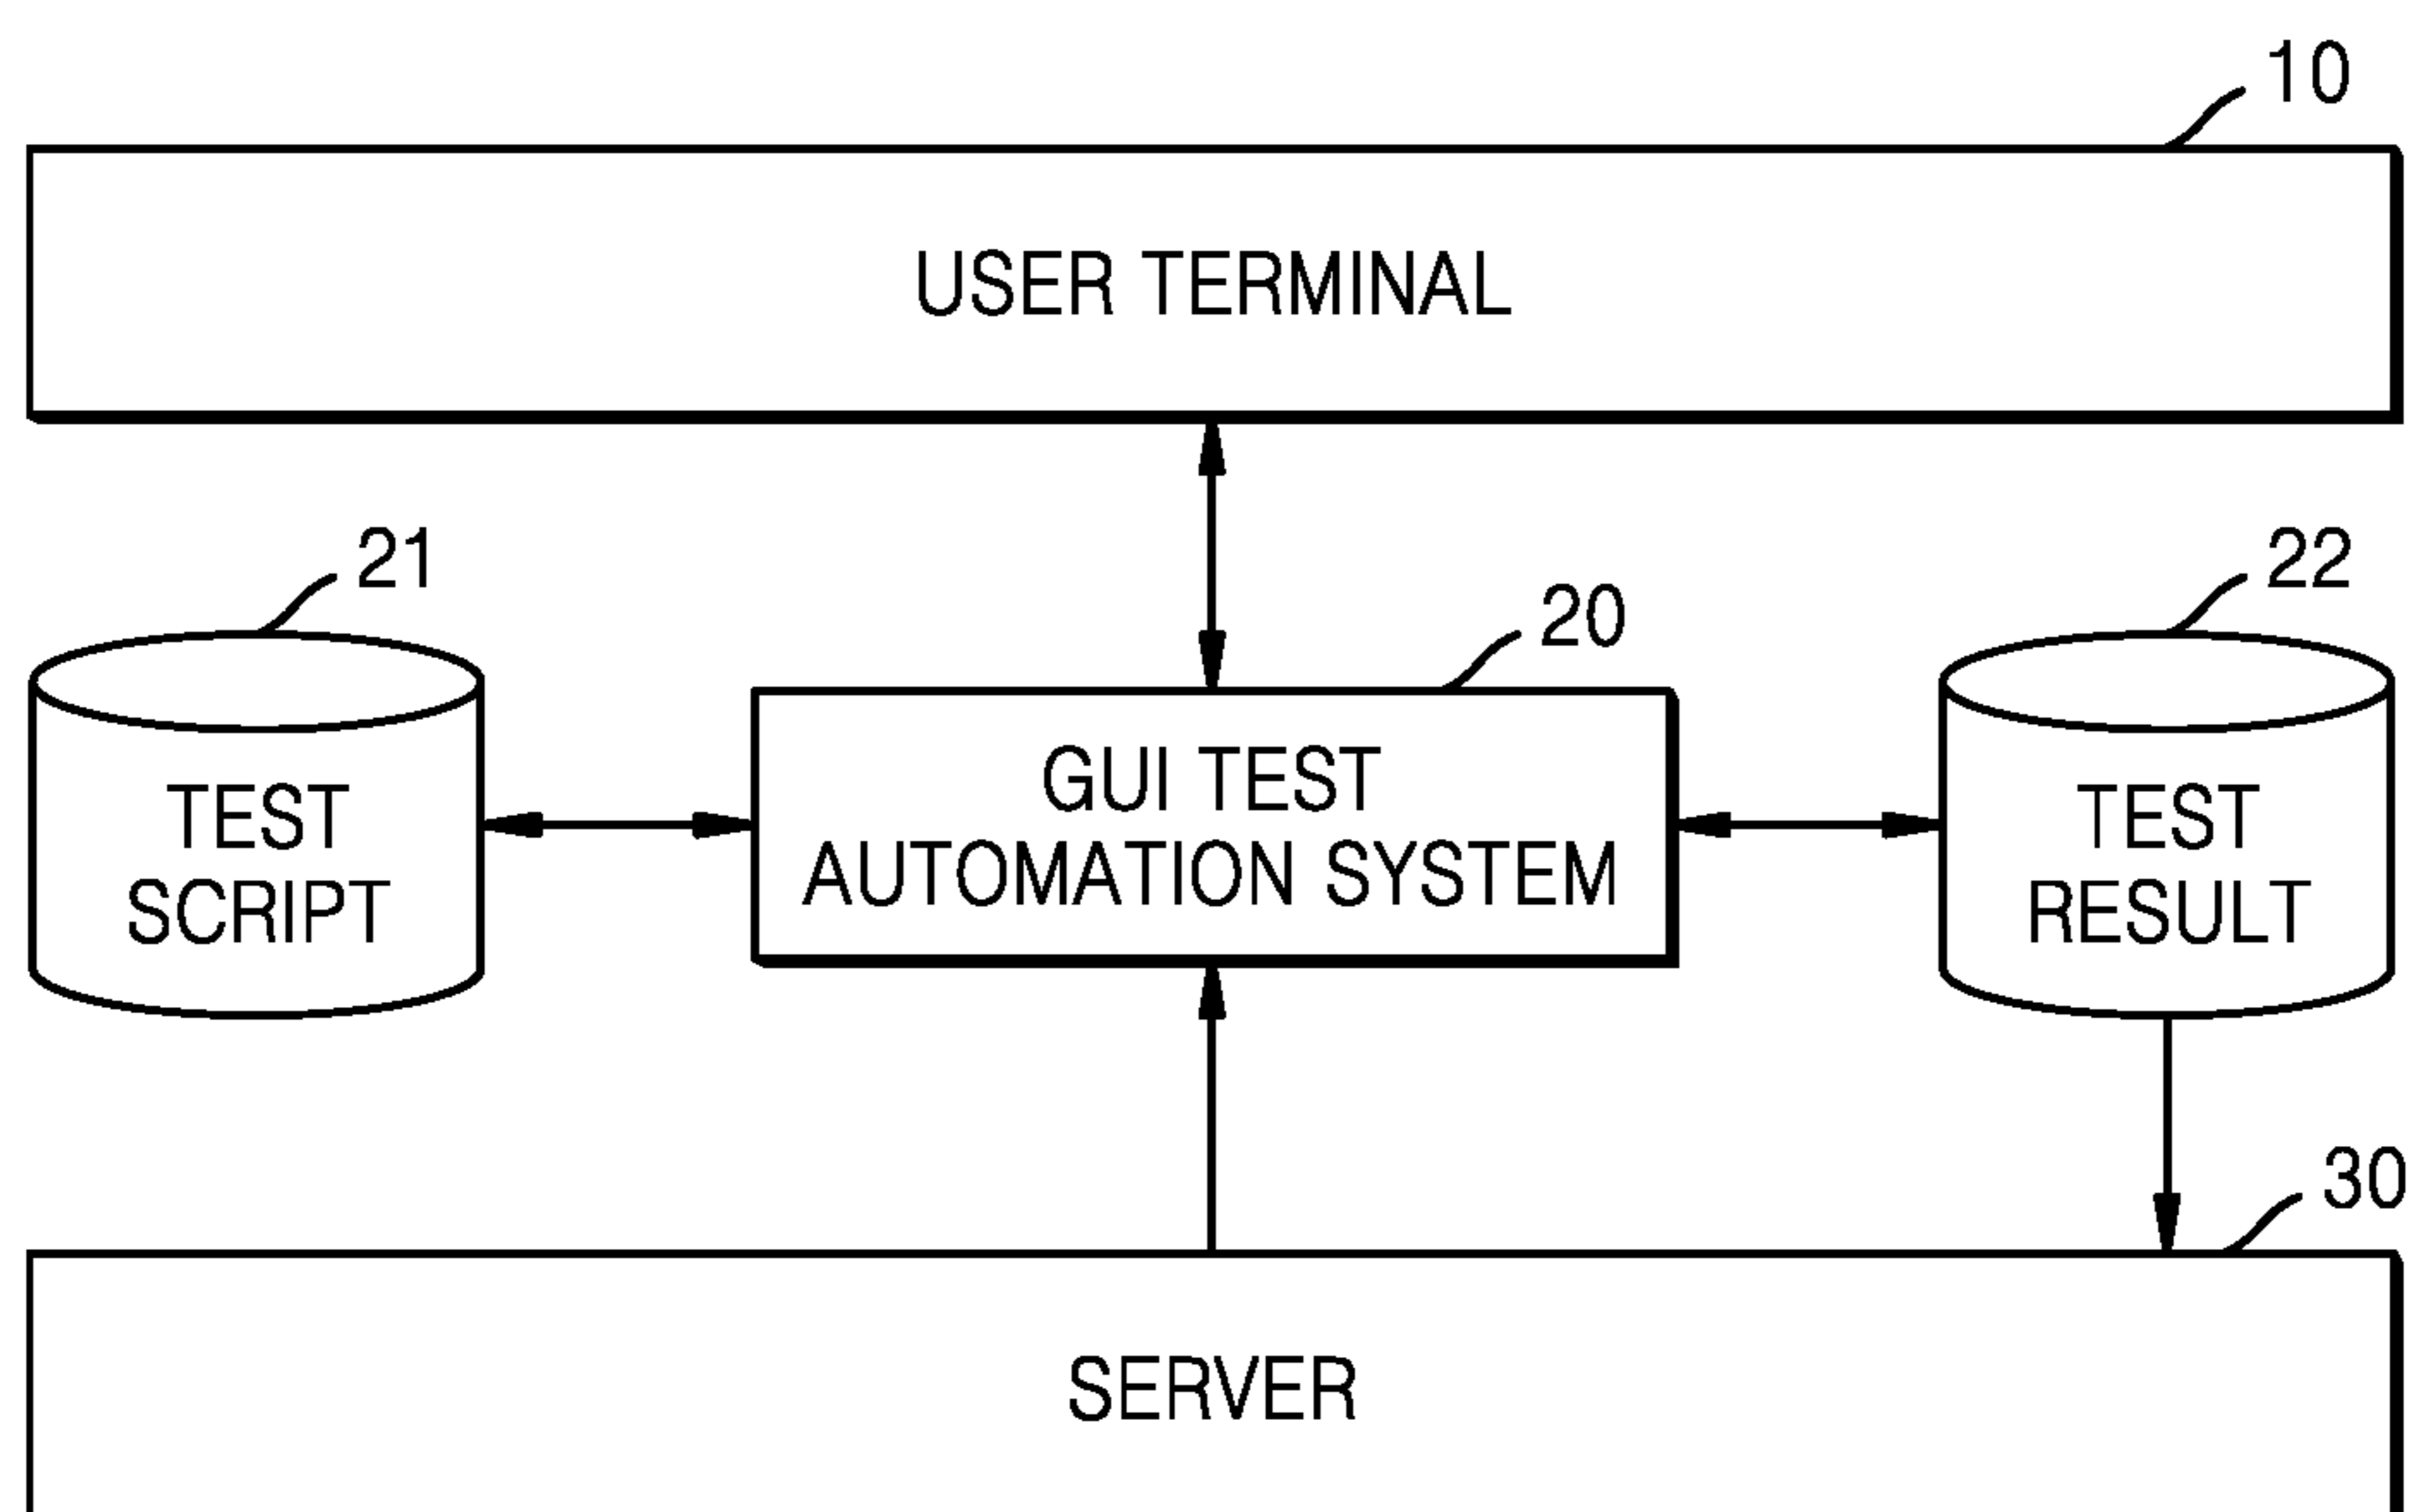 10
USER TERMINAL
21
22
20
TEST
SCRIPT
GUI TEST
AUTOMATION SYSTEM
TEST
RESULT
30
SERVER